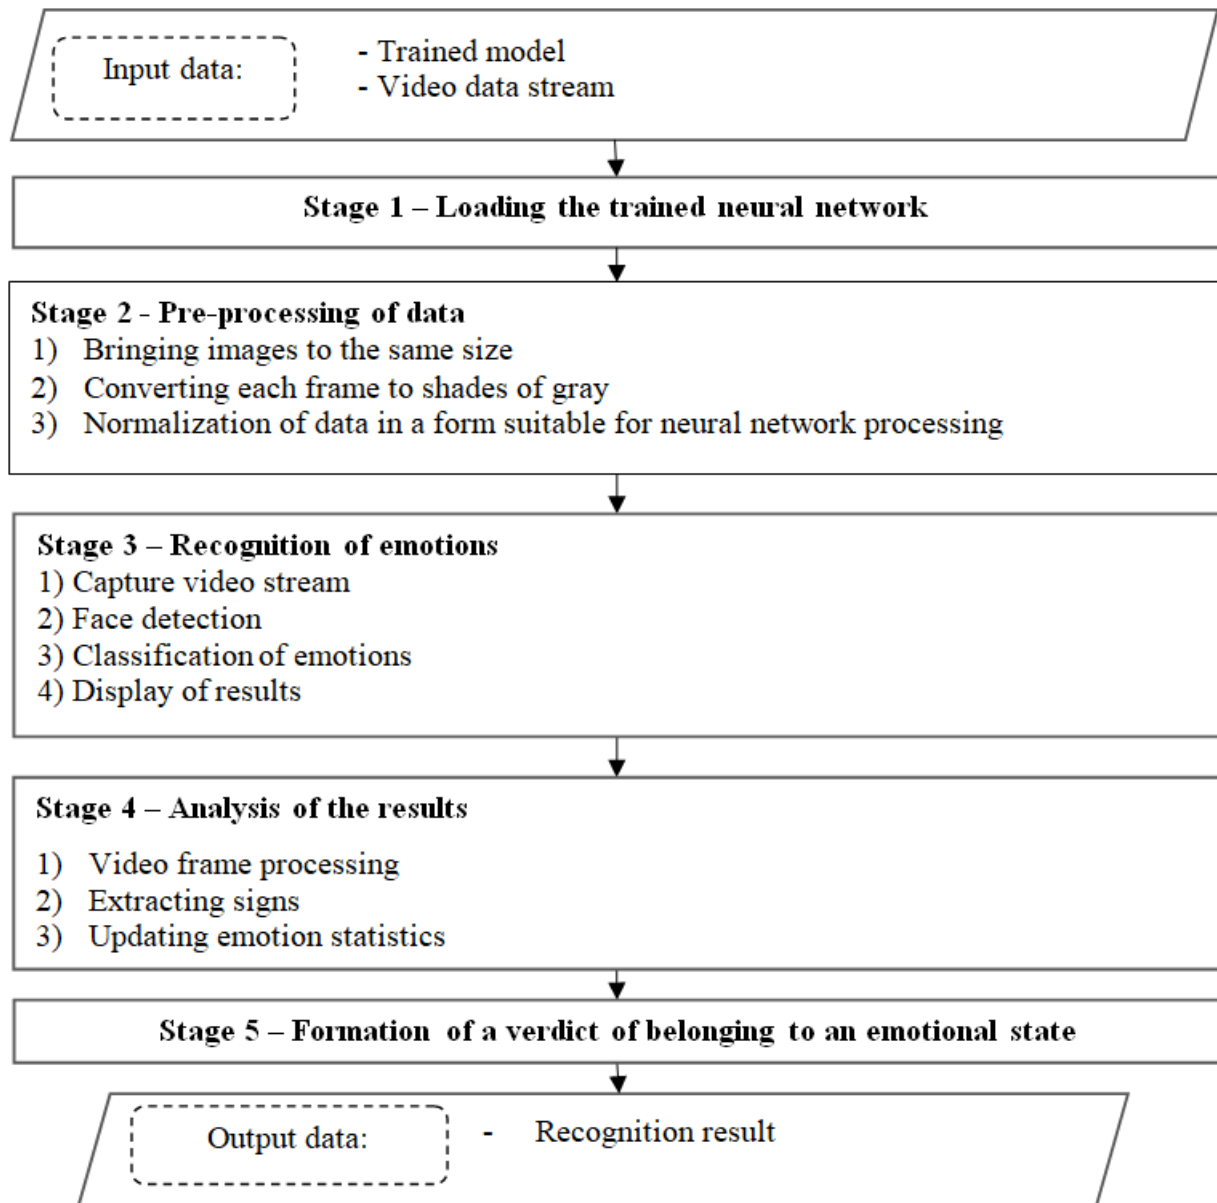 Input data:
- Trained model
- Video data stream
Stage 1 – Loading the trained neural network
Stage 2 - Pre-processing of data
1) Bringing images to the same size
2) Converting each frame to shades of gray
3) Normalization of data in a form suitable for neural network processing
Stage 3 – Recognition of emotions
1) Capture video stream
2) Face detection
3) Classification of emotions
4) Display of results
Stage 4 – Analysis of the results
1) Video frame processing
2) Extracting signs
3) Updating emotion statistics
Stage 5 – Formation of a verdict of belonging to an emotional state
Output data:
- Recognition result